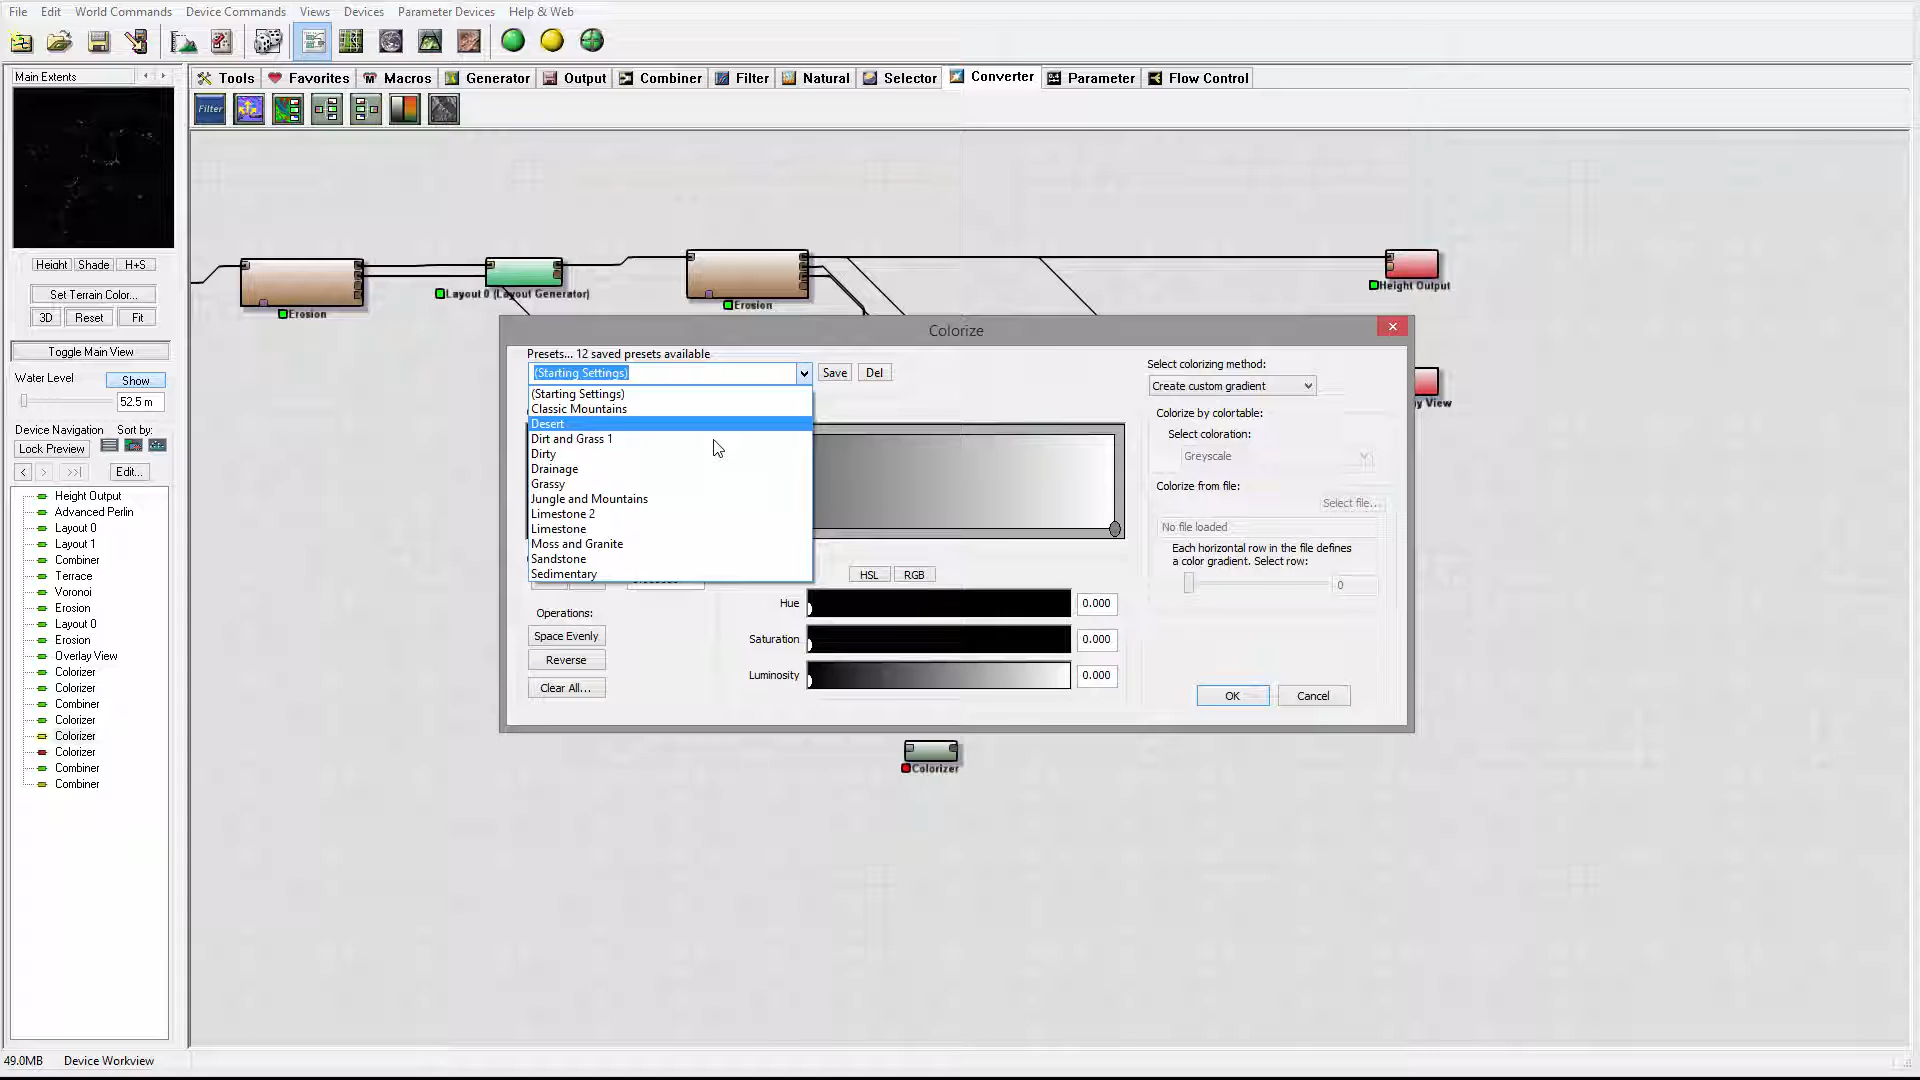 File Edit World Commands Device Commands Views Devices Parameter Devices Help & Web
Main Extents
Tools Favorites Macros Generator Output Combiner Filter Natural Selector Converter Parameter Flow Control
Filter
Height Shade H+S
Set Terrain Color...
3D Reset Fit
Toggle Main View
Water Level Show
52.5 m
Device Navigation Sort by:
Lock Preview
< > >>| Edit...
Height Output
Advanced Perlin
Layout 0
Layout 1
Combiner
Terrace
Voronoi
Erosion
Layout 0
Erosion
Overlay View
Colorizer
Colorizer
Combiner
Colorizer
Colorizer
Colorizer
Combiner
Combiner
Erosion
Layout 0 (Layout Generator)
Erosion
Height Output
View
Colorizer
Colorize
Presets... 12 saved presets available
(Starting Settings) Save Del
(Starting Settings)
Classic Mountains
Desert
Dirt and Grass 1
Dirty
Drainage
Grassy
Jungle and Mountains
Limestone 2
Limestone
Moss and Granite
Sandstone
Sedimentary
Operations:
Space Evenly
Reverse
Clear All...
HSL RGB
Hue 0.000
Saturation 0.000
Luminosity 0.000
Select colorizing method:
Create custom gradient
Colorize by colortable:
Select coloration:
Greyscale
Colorize from file:
Select file...
No file loaded
Each horizontal row in the file defines
a color gradient. Select row:
0
OK Cancel
49.0MB Device Workview